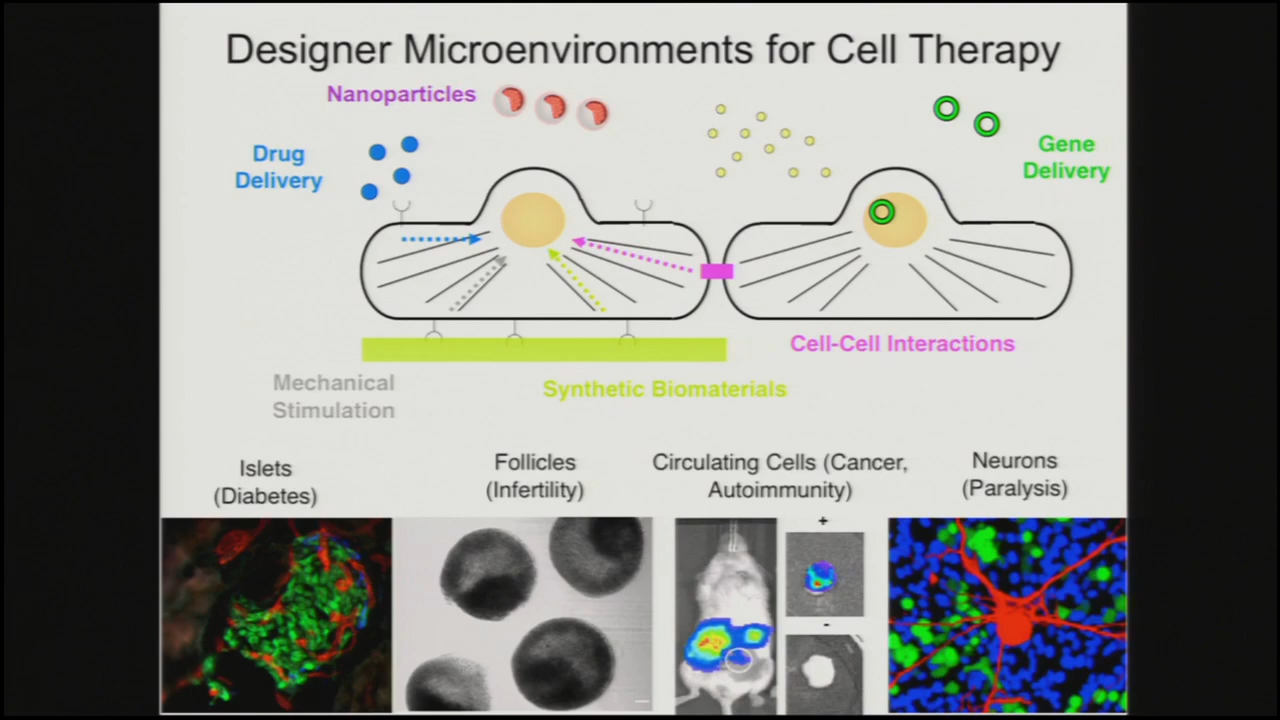 Designer Microenvironments for Cell Therapy
Nanoparticles
Drug
Delivery
Gene
Delivery
Cell-Cell Interactions
Mechanical
Stimulation
Synthetic Biomaterials
Islets
(Diabetes)
Follicles
(Infertility)
Circulating Cells (Cancer,
Autoimmunity)
Neurons
(Paralysis)
+
-